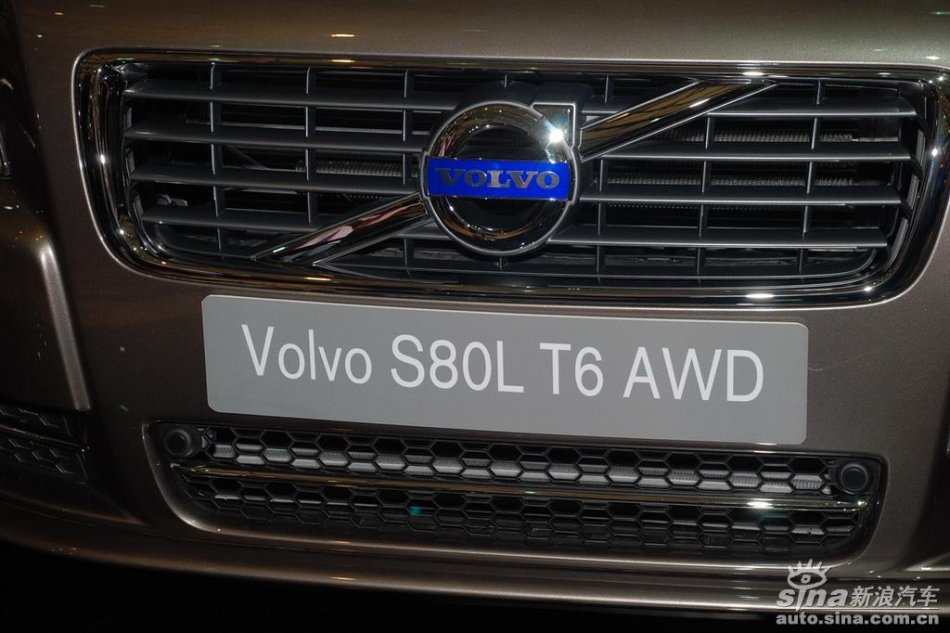 VOLVO
Volvo S80L T6 AWD
sina新浪汽车
auto.sina.com.cn